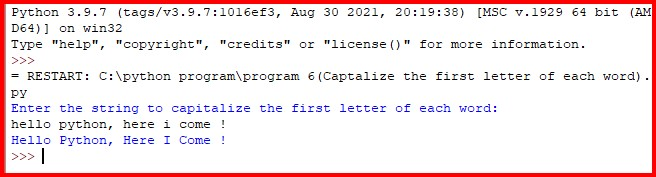 Python 3.9.7 (tags/v3.9.7:1016ef3, Aug 30 2021, 20:19:38) [MSC v.1929 64 bit (AM
D64)] on win32
Type "help", "copyright", "credits" or "license()" for more information.
>>>
= RESTART: C:\python program\program 6(Captalize the first letter of each word).
py
Enter the string to capitalize the first letter of each word:
hello python, here i come !
Hello Python, Here I Come !
>>>